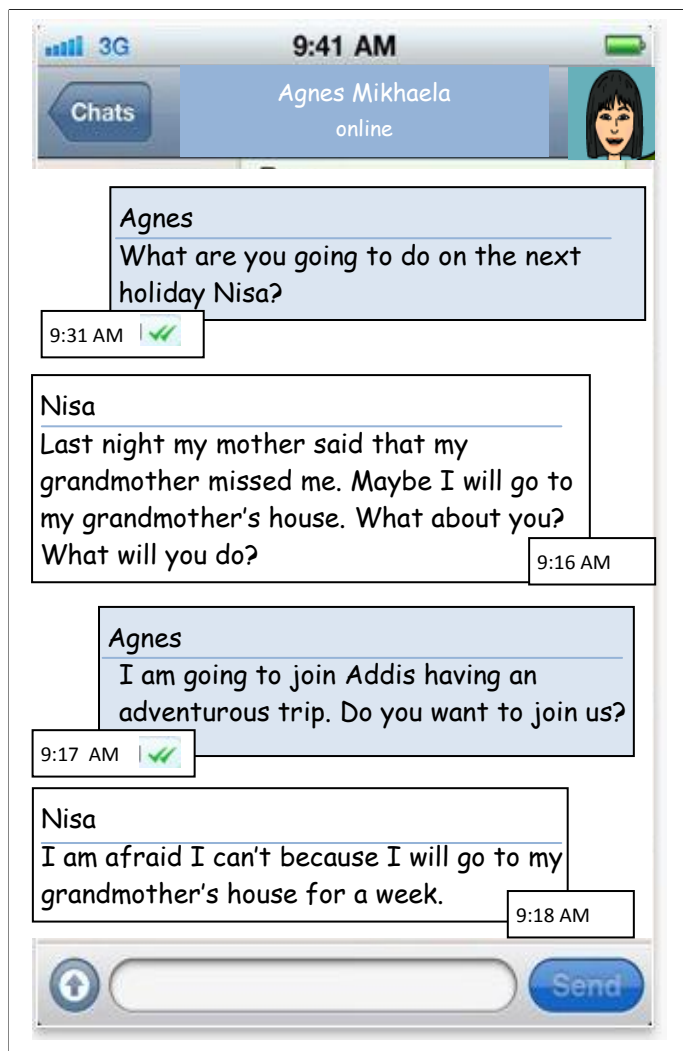 3G 9:41 AM
Chats
Agnes Mikhaela
online
Agnes
What are you going to do on the next
holiday Nisa?
9:31 AM
Nisa
Last night my mother said that my
grandmother missed me. Maybe I will go to
my grandmother's house. What about you?
What will you do?
9:16 AM
Agnes
I am going to join Addis having an
adventurous trip. Do you want to join us?
9:17 AM
Nisa
I am afraid I can't because I will go to my
grandmother's house for a week.
9:18 AM
Send